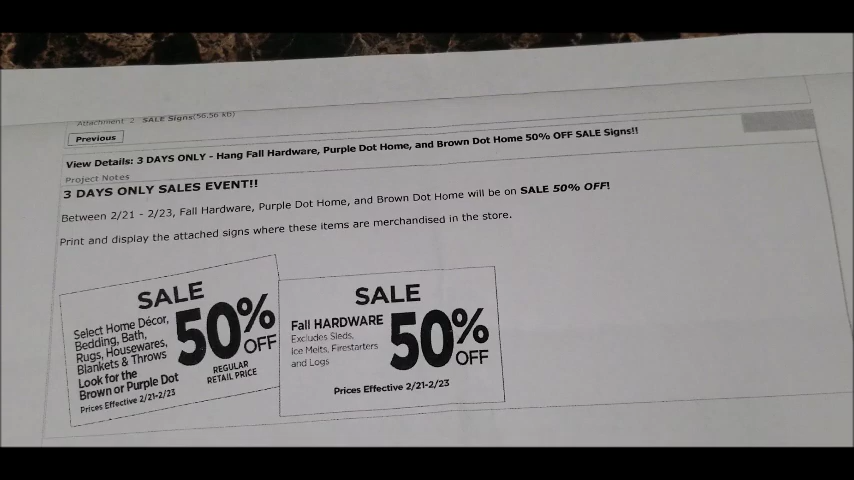 Attachment 2 SALE Signs(56.56 kb)
Previous
View Details: 3 DAYS ONLY - Hang Fall Hardware, Purple Dot Home, and Brown Dot Home 50% OFF SALE Signs!!
Project Notes
3 DAYS ONLY SALES EVENT!!
Between 2/21 - 2/23, Fall Hardware, Purple Dot Home, and Brown Dot Home will be on SALE 50% OFF!
Print and display the attached signs where these items are merchandised in the store.
SALE
Select Home Décor,
Bedding, Bath,
Rugs, Housewares,
Blankets & Throws
Look for the
Brown or Purple Dot
Prices Effective 2/21-2/23
50%
OFF
REGULAR
RETAIL PRICE
SALE
Fall HARDWARE
Excludes Sleds,
Ice Melts, Firestarters
and Logs
50%
OFF
Prices Effective 2/21-2/23